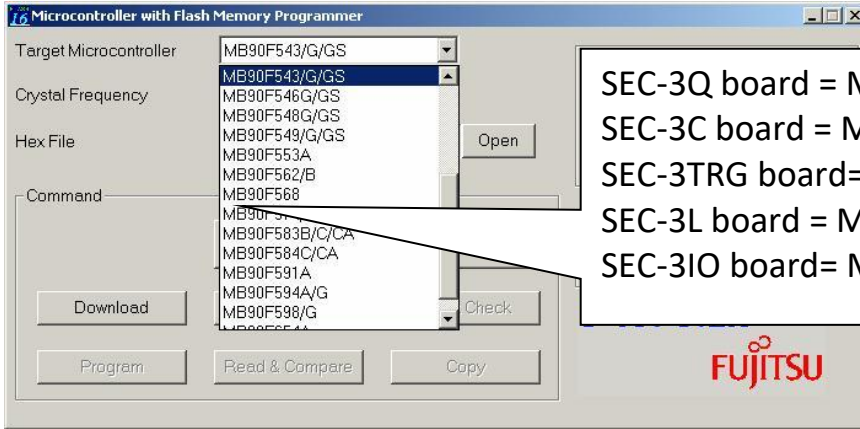 Microcontroller with Flash Memory Programmer
Target Microcontroller
MB90F543/G/GS
MB90F543/G/GS
MB90F546G/GS
MB90F548G/GS
MB90F549/G/GS
MB90F553A
MB90F562/B
MB90F568
MB90F583B/C/CA
MB90F584C/CA
MB90F591A
MB90F594A/G
MB90F598/G
Crystal Frequency
Hex File
Open
Command
Download
Check
Program
Read & Compare
Copy
SEC-3Q board = M
SEC-3C board = M
SEC-3TRG board=
SEC-3L board = M
SEC-3IO board= M
FUJITSU